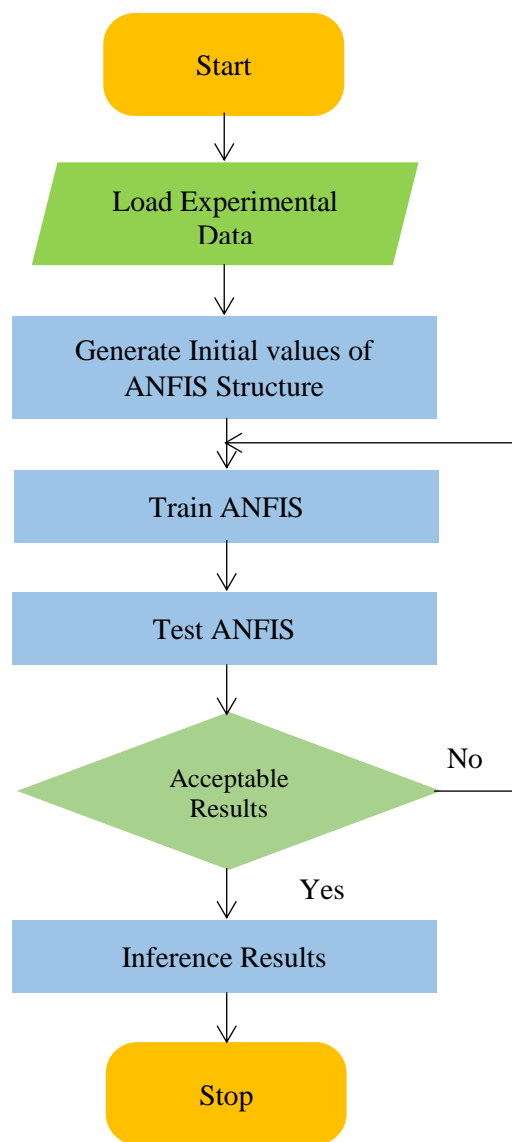 Start
Load Experimental
Data
Generate Initial values of
ANFIS Structure
Train ANFIS
Test ANFIS
Acceptable
Results
No
Yes
Inference Results
Stop